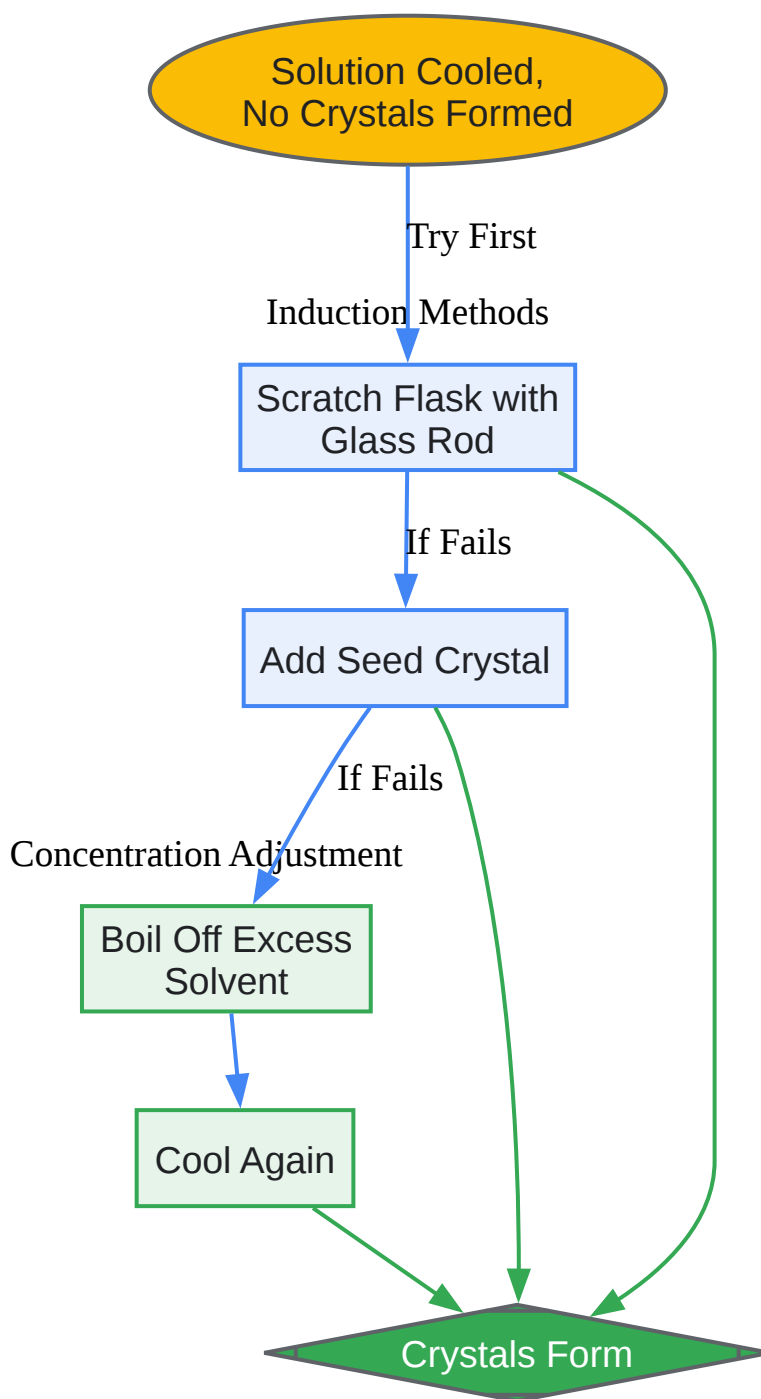 Solution Cooled,
No Crystals Formed
Try First
Induction Methods
Scratch Flask with
Glass Rod
If Fails
Add Seed Crystal
If Fails
Concentration Adjustment
Boil Off Excess
Solvent
Cool Again
Crystals Form